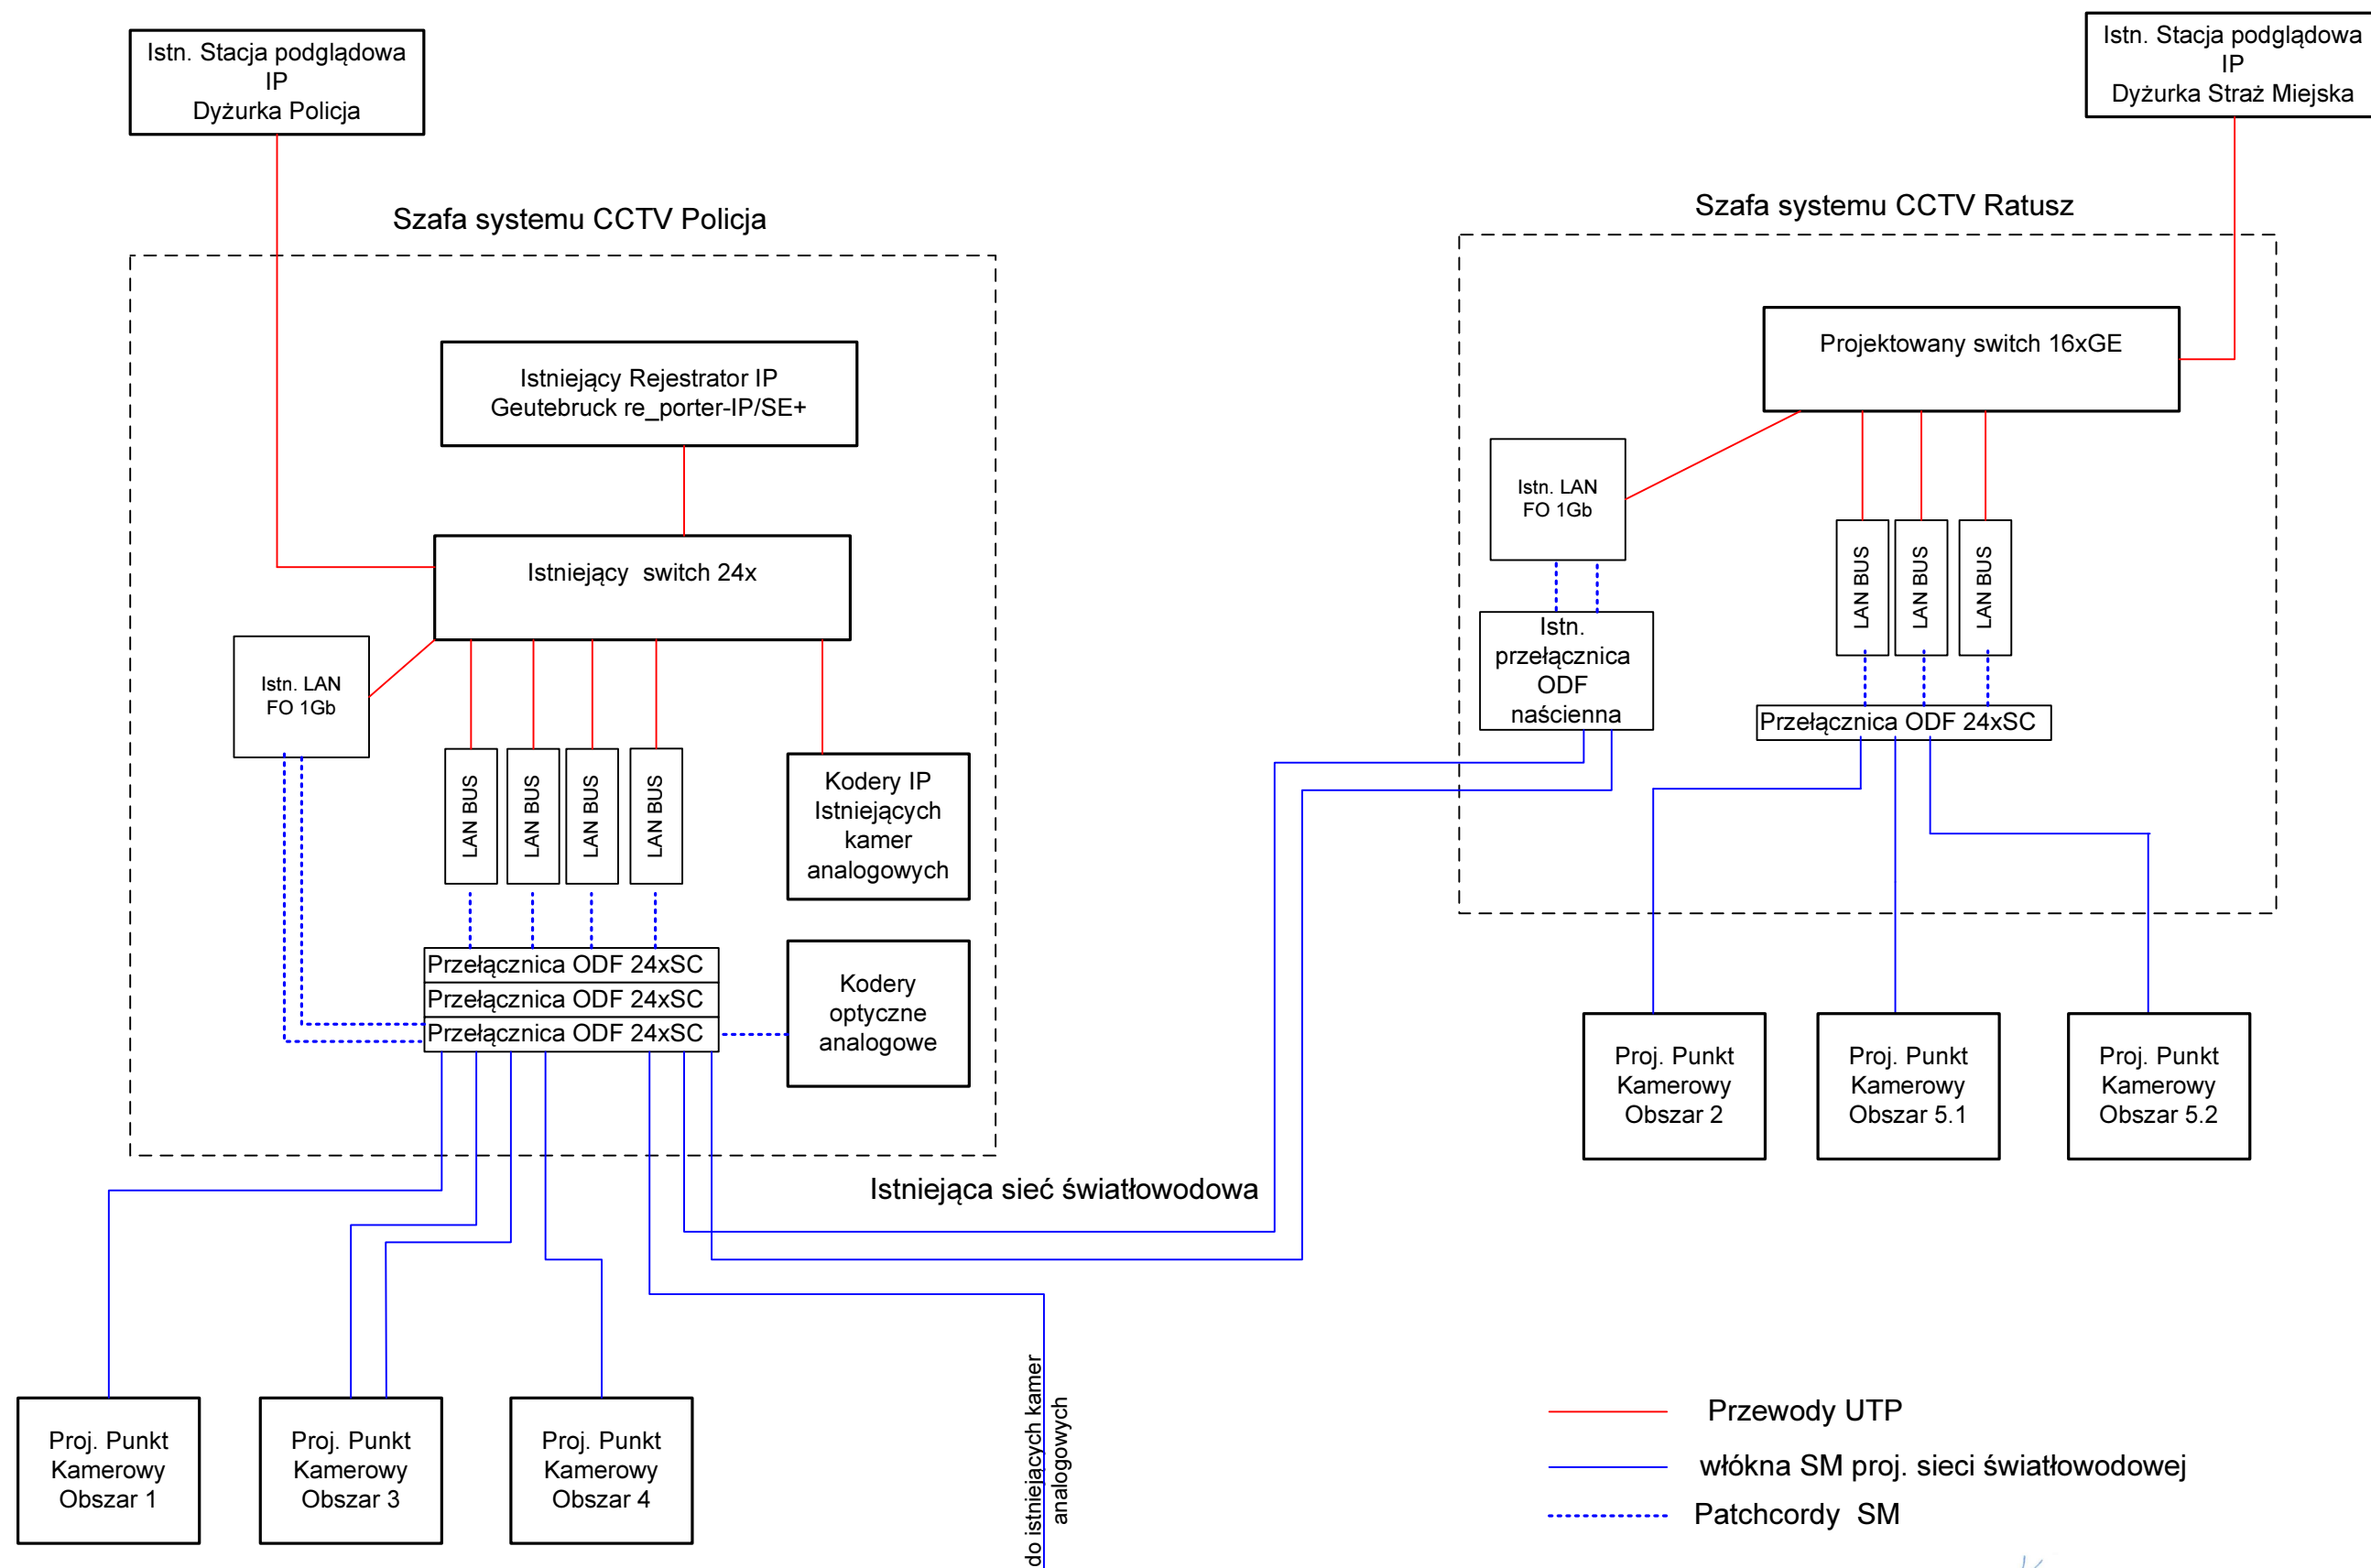 Istn. Stacja podglądowa
IP
Dyżurka Policja
Istn. Stacja podglądowa
IP
Dyżurka Straż Miejska
Szafa systemu CCTV Policja
Szafa systemu CCTV Ratusz
Istniejący Rejestrator IP
Geutebruck re_porter-IP/SE+
Istniejący switch 24x
Istn. LAN
FO 1Gb
LAN BUS
LAN BUS
LAN BUS
LAN BUS
Kodery IP
Istniejących
kamer
analogowych
Przełącznica ODF 24xSC
Przełącznica ODF 24xSC
Przełącznica ODF 24xSC
Kodery
optyczne
analogowe
Projektowany switch 16xGE
Istn. LAN
FO 1Gb
LAN BUS
LAN BUS
LAN BUS
Istn.
przełącznica
ODF
naścienna
Przełącznica ODF 24xSC
Proj. Punkt
Kamerowy
Obszar 2
Proj. Punkt
Kamerowy
Obszar 5.1
Proj. Punkt
Kamerowy
Obszar 5.2
Istniejąca sieć światłowodowa
Proj. Punkt
Kamerowy
Obszar 1
Proj. Punkt
Kamerowy
Obszar 3
Proj. Punkt
Kamerowy
Obszar 4
do istniejących kamer
analogowych
Przewody UTP
włókna SM proj. sieci światłowodowej
Patchcordy SM